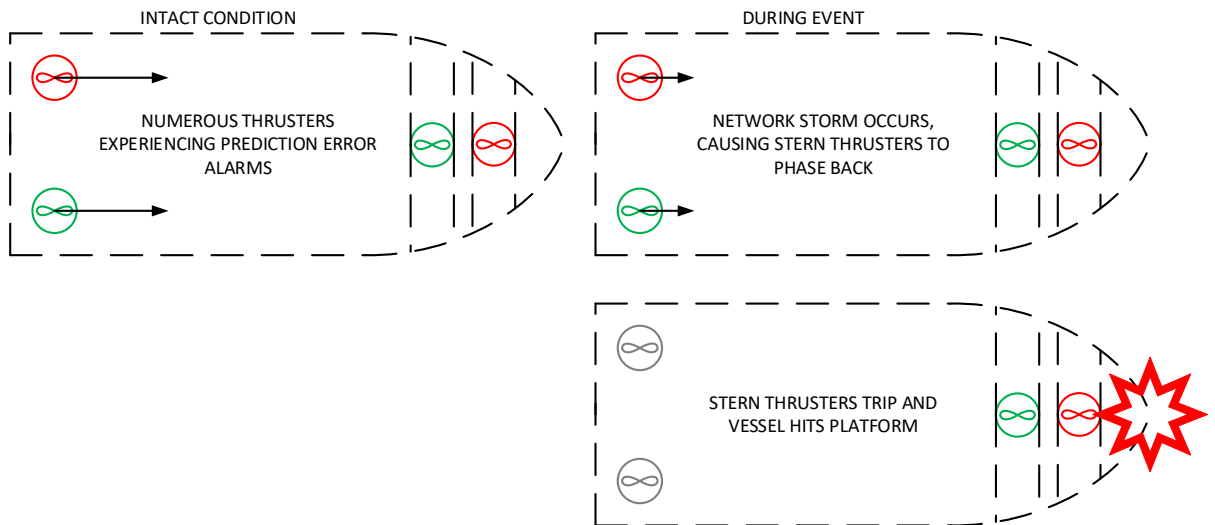 INTACT CONDITION
NUMEROUS THRUSTERS
EXPERIENCING PREDICTION ERROR
ALARMS
DURING EVENT
NETWORK STORM OCCURS,
CAUSING STERN THRUSTERS TO
PHASE BACK
STERN THRUSTERS TRIP AND
VESSEL HITS PLATFORM